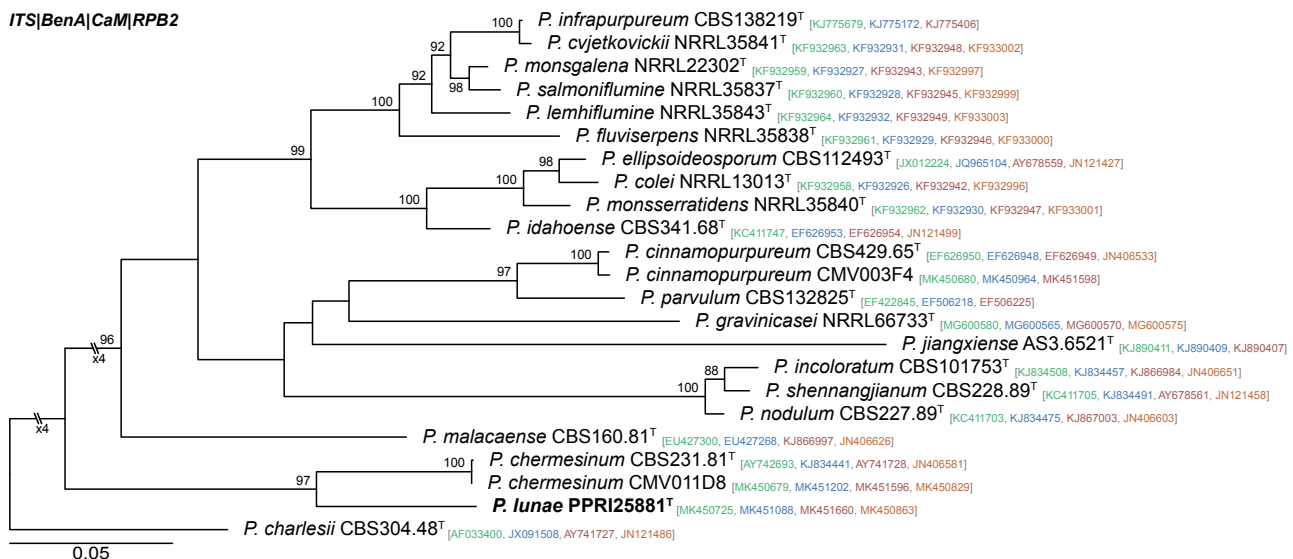 ITS|BenA|CaM|RPB2
100
P. infrapurpureum CBS138219ᵀ [KJ775679, KJ775172, KJ775406]
92
P. cvjetkovickii NRRL35841ᵀ [KF932963, KF932931, KF932948, KF933002]
92
P. monsgalena NRRL22302ᵀ [KF932959, KF932927, KF932943, KF932997]
98
P. salmoniflumine NRRL35837ᵀ [KF932960, KF932928, KF932945, KF932999]
100
P. lemhiflumine NRRL35843ᵀ [KF932964, KF932932, KF932949, KF933003]
P. fluviserpens NRRL35838ᵀ [KF932961, KF932929, KF932946, KF933000]
99
98
P. ellipsoideosporum CBS112493ᵀ [JX012224, JQ965104, AY678559, JN121427]
100
P. colei NRRL13013ᵀ [KF932958, KF932926, KF932942, KF932996]
P. monsserratidens NRRL35840ᵀ [KF932962, KF932930, KF932947, KF933001]
100
P. idahoense CBS341.68ᵀ [KC411747, EF626953, EF626954, JN121499]
100
P. cinnamopurpureum CBS429.65ᵀ [EF626950, EF626948, EF626949, JN406533]
97
P. cinnamopurpureum CMV003F4 [MK450680, MK450964, MK451598]
P. parvulum CBS132825ᵀ [EF422845, EF506218, EF506225]
P. gravinicasei NRRL66733ᵀ [MG600580, MG600565, MG600570, MG600575]
96
x4
P. jiangxiense AS3.6521ᵀ [KJ890411, KJ890409, KJ890407]
88
P. incoloratum CBS101753ᵀ [KJ834508, KJ834457, KJ866984, JN406651]
100
P. shennangjianum CBS228.89ᵀ [KC411705, KJ834491, AY678561, JN121458]
P. nodulum CBS227.89ᵀ [KC411703, KJ834475, KJ867003, JN406603]
x4
P. malacaense CBS160.81ᵀ [EU427300, EU427268, KJ866997, JN406626]
100
P. chermesinum CBS231.81ᵀ [AY742693, KJ834441, AY741728, JN406581]
97
P. chermesinum CMV011D8 [MK450679, MK451202, MK451596, MK450829]
P. lunae PPRI25881ᵀ [MK450725, MK451088, MK451660, MK450863]
P. charlesii CBS304.48ᵀ [AF033400, JX091508, AY741727, JN121486]
0.05